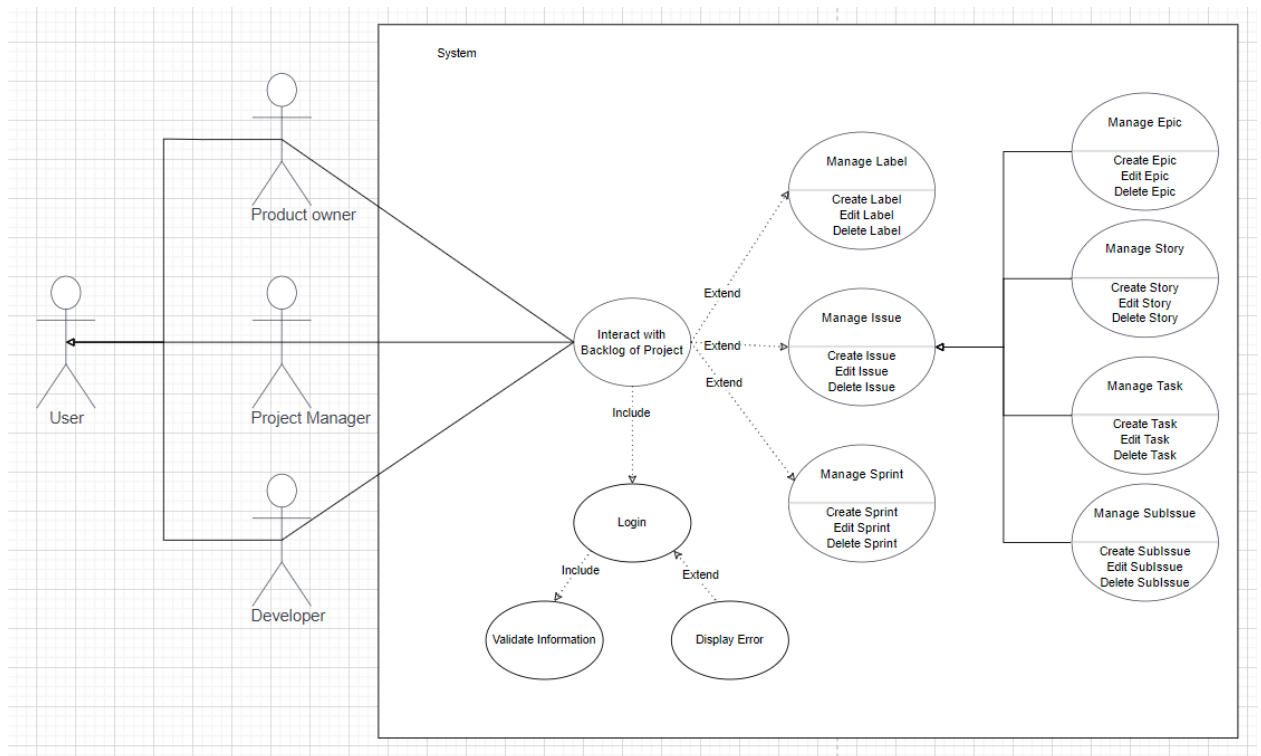 System
Product owner
User
Project Manager
Developer
Interact with
Backlog of Project
Extend
Extend
Extend
Include
Login
Include
Extend
Validate Information
Display Error
Manage Label
Create Label
Edit Label
Delete Label
Manage Issue
Create Issue
Edit Issue
Delete Issue
Manage Sprint
Create Sprint
Edit Sprint
Delete Sprint
Manage Epic
Create Epic
Edit Epic
Delete Epic
Manage Story
Create Story
Edit Story
Delete Story
Manage Task
Create Task
Edit Task
Delete Task
Manage SubIssue
Create SubIssue
Edit SubIssue
Delete SubIssue